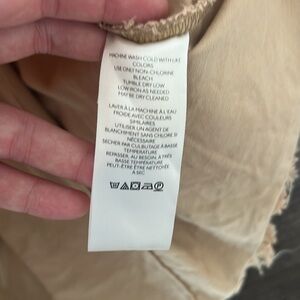 MACHINE WASH COLD WITH LIKE
COLORS
USE ONLY NON-CHLORINE
BLEACH
TUMBLE DRY LOW
LOW IRON AS NEEDED
MAY BE DRY CLEANED
LAVER À LA MACHINE À L'EAU
FROIDE AVEC COULEURS
SIMILAIRES
UTILISER UN AGENT DE
BLANCHIMENT SANS CHLORE SI
NÉCESSAIRE
SÉCHER PAR CULBUTAGE À BASSE
TEMPÉRATURE
REPASSER, AU BESOIN À TRÈS
BASSE TEMPÉRATURE
PEUT-ÊTRE ÊTRE NETTOYÉE
À SEC